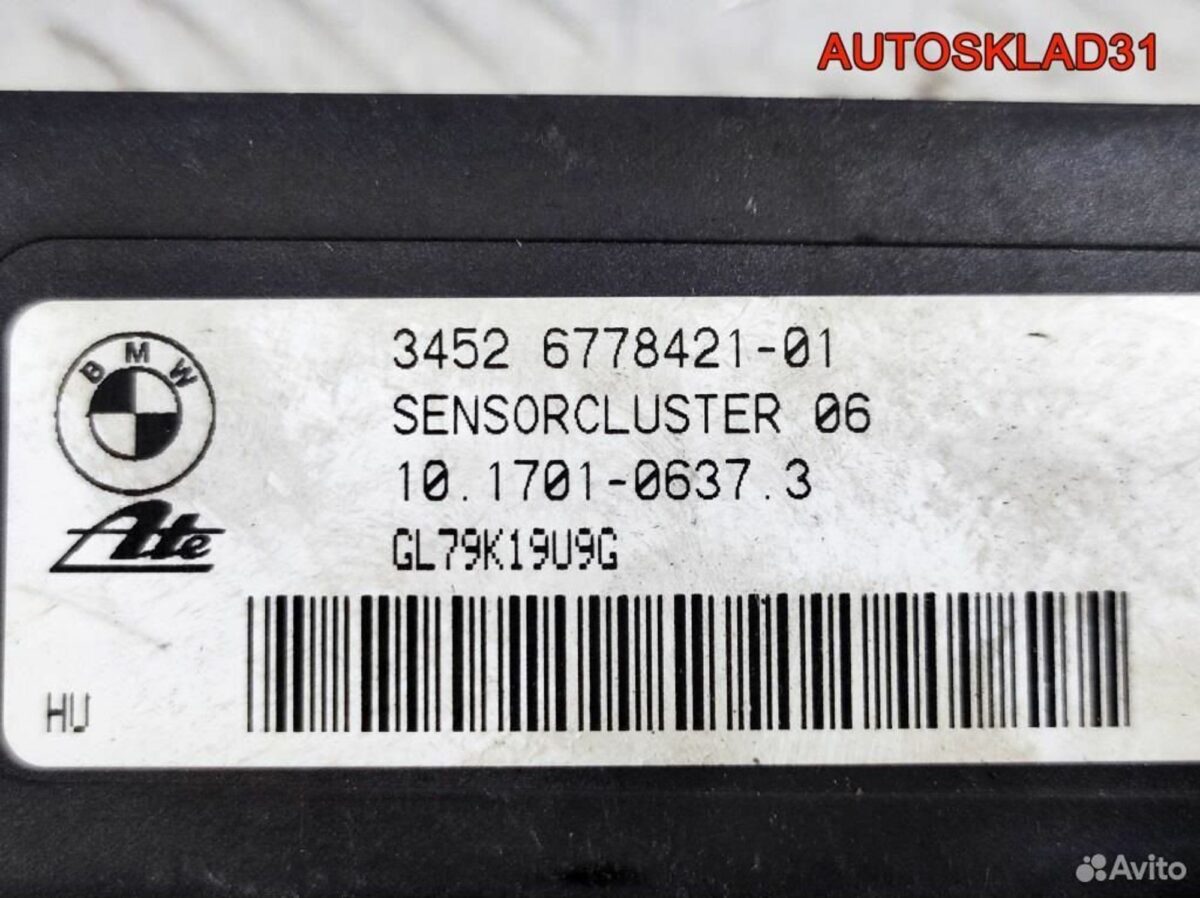 AUTOSKLAD31
BMW
3452 6778421-01
SENSORCLUSTER 06
10.1701-0637.3
Ate
GL79K19U9G
HU
Avito